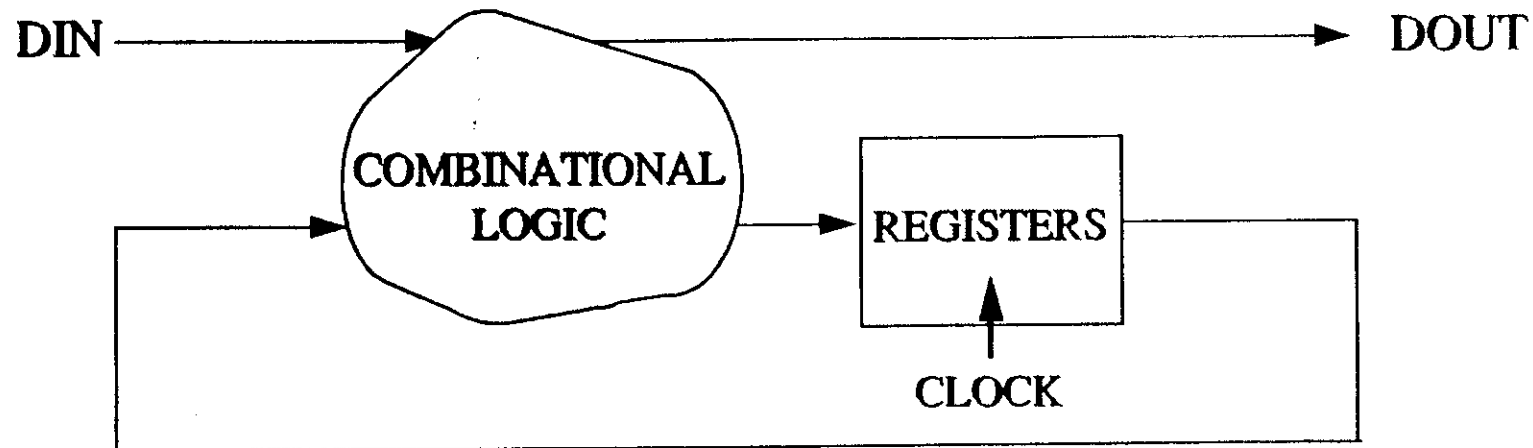 DIN
DOUT
COMBINATIONAL
LOGIC
REGISTERS
CLOCK